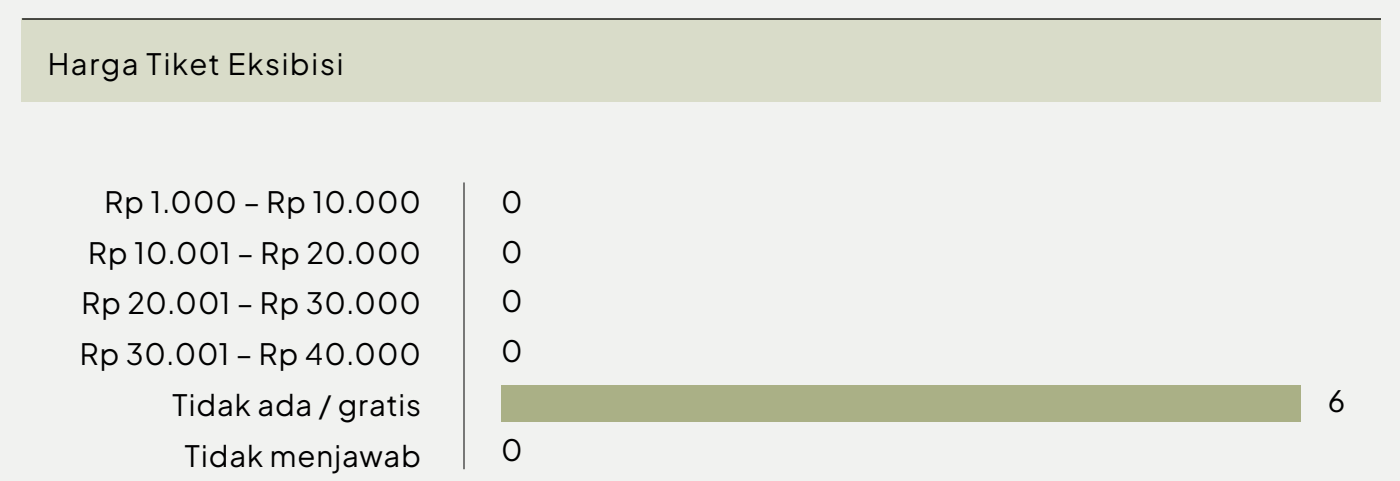 Harga Tiket Eksibisi
Rp 1.000 – Rp 10.000 0
Rp 10.001 – Rp 20.000 0
Rp 20.001 – Rp 30.000 0
Rp 30.001 – Rp 40.000 0
Tidak ada / gratis 6
Tidak menjawab 0